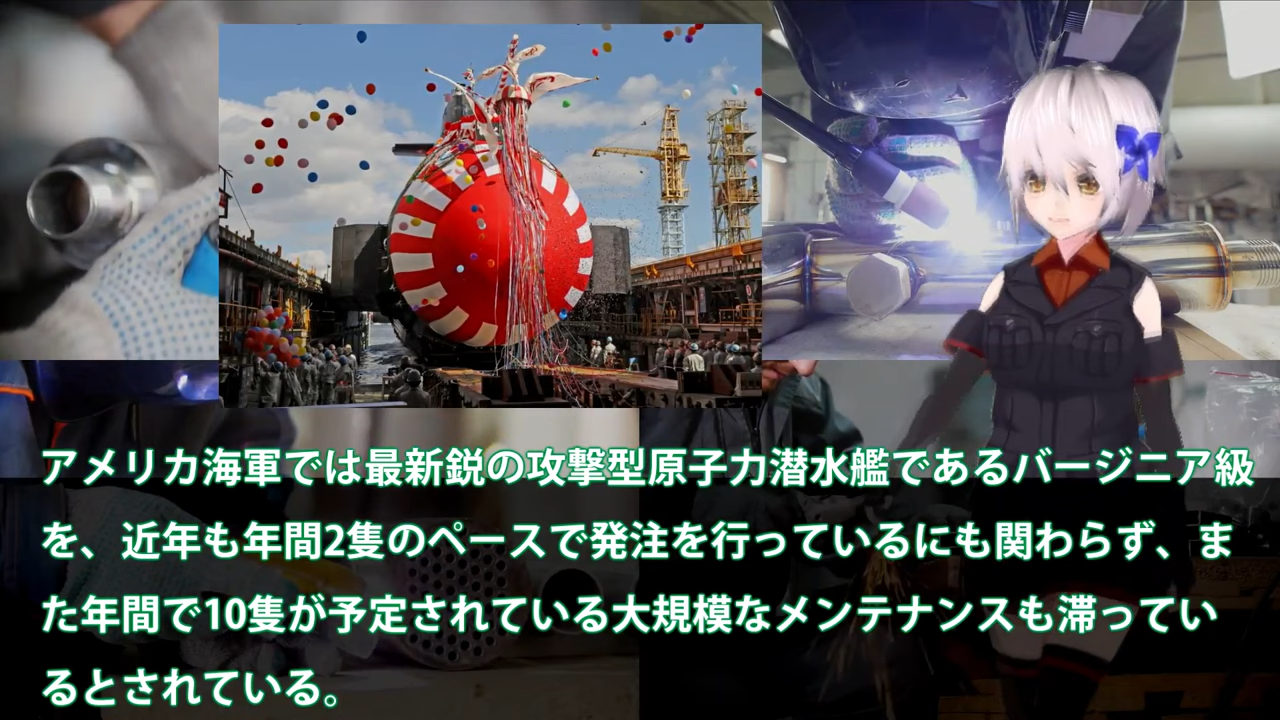 アメリカ海軍では最新鋭の攻撃型原子力潜水艦であるバージニア級
を、近年も年間2隻のペースで発注を行っているにも関わらず、ま
た年間で10隻が予定されている大規模なメンテナンスも滞ってい
るとされている。